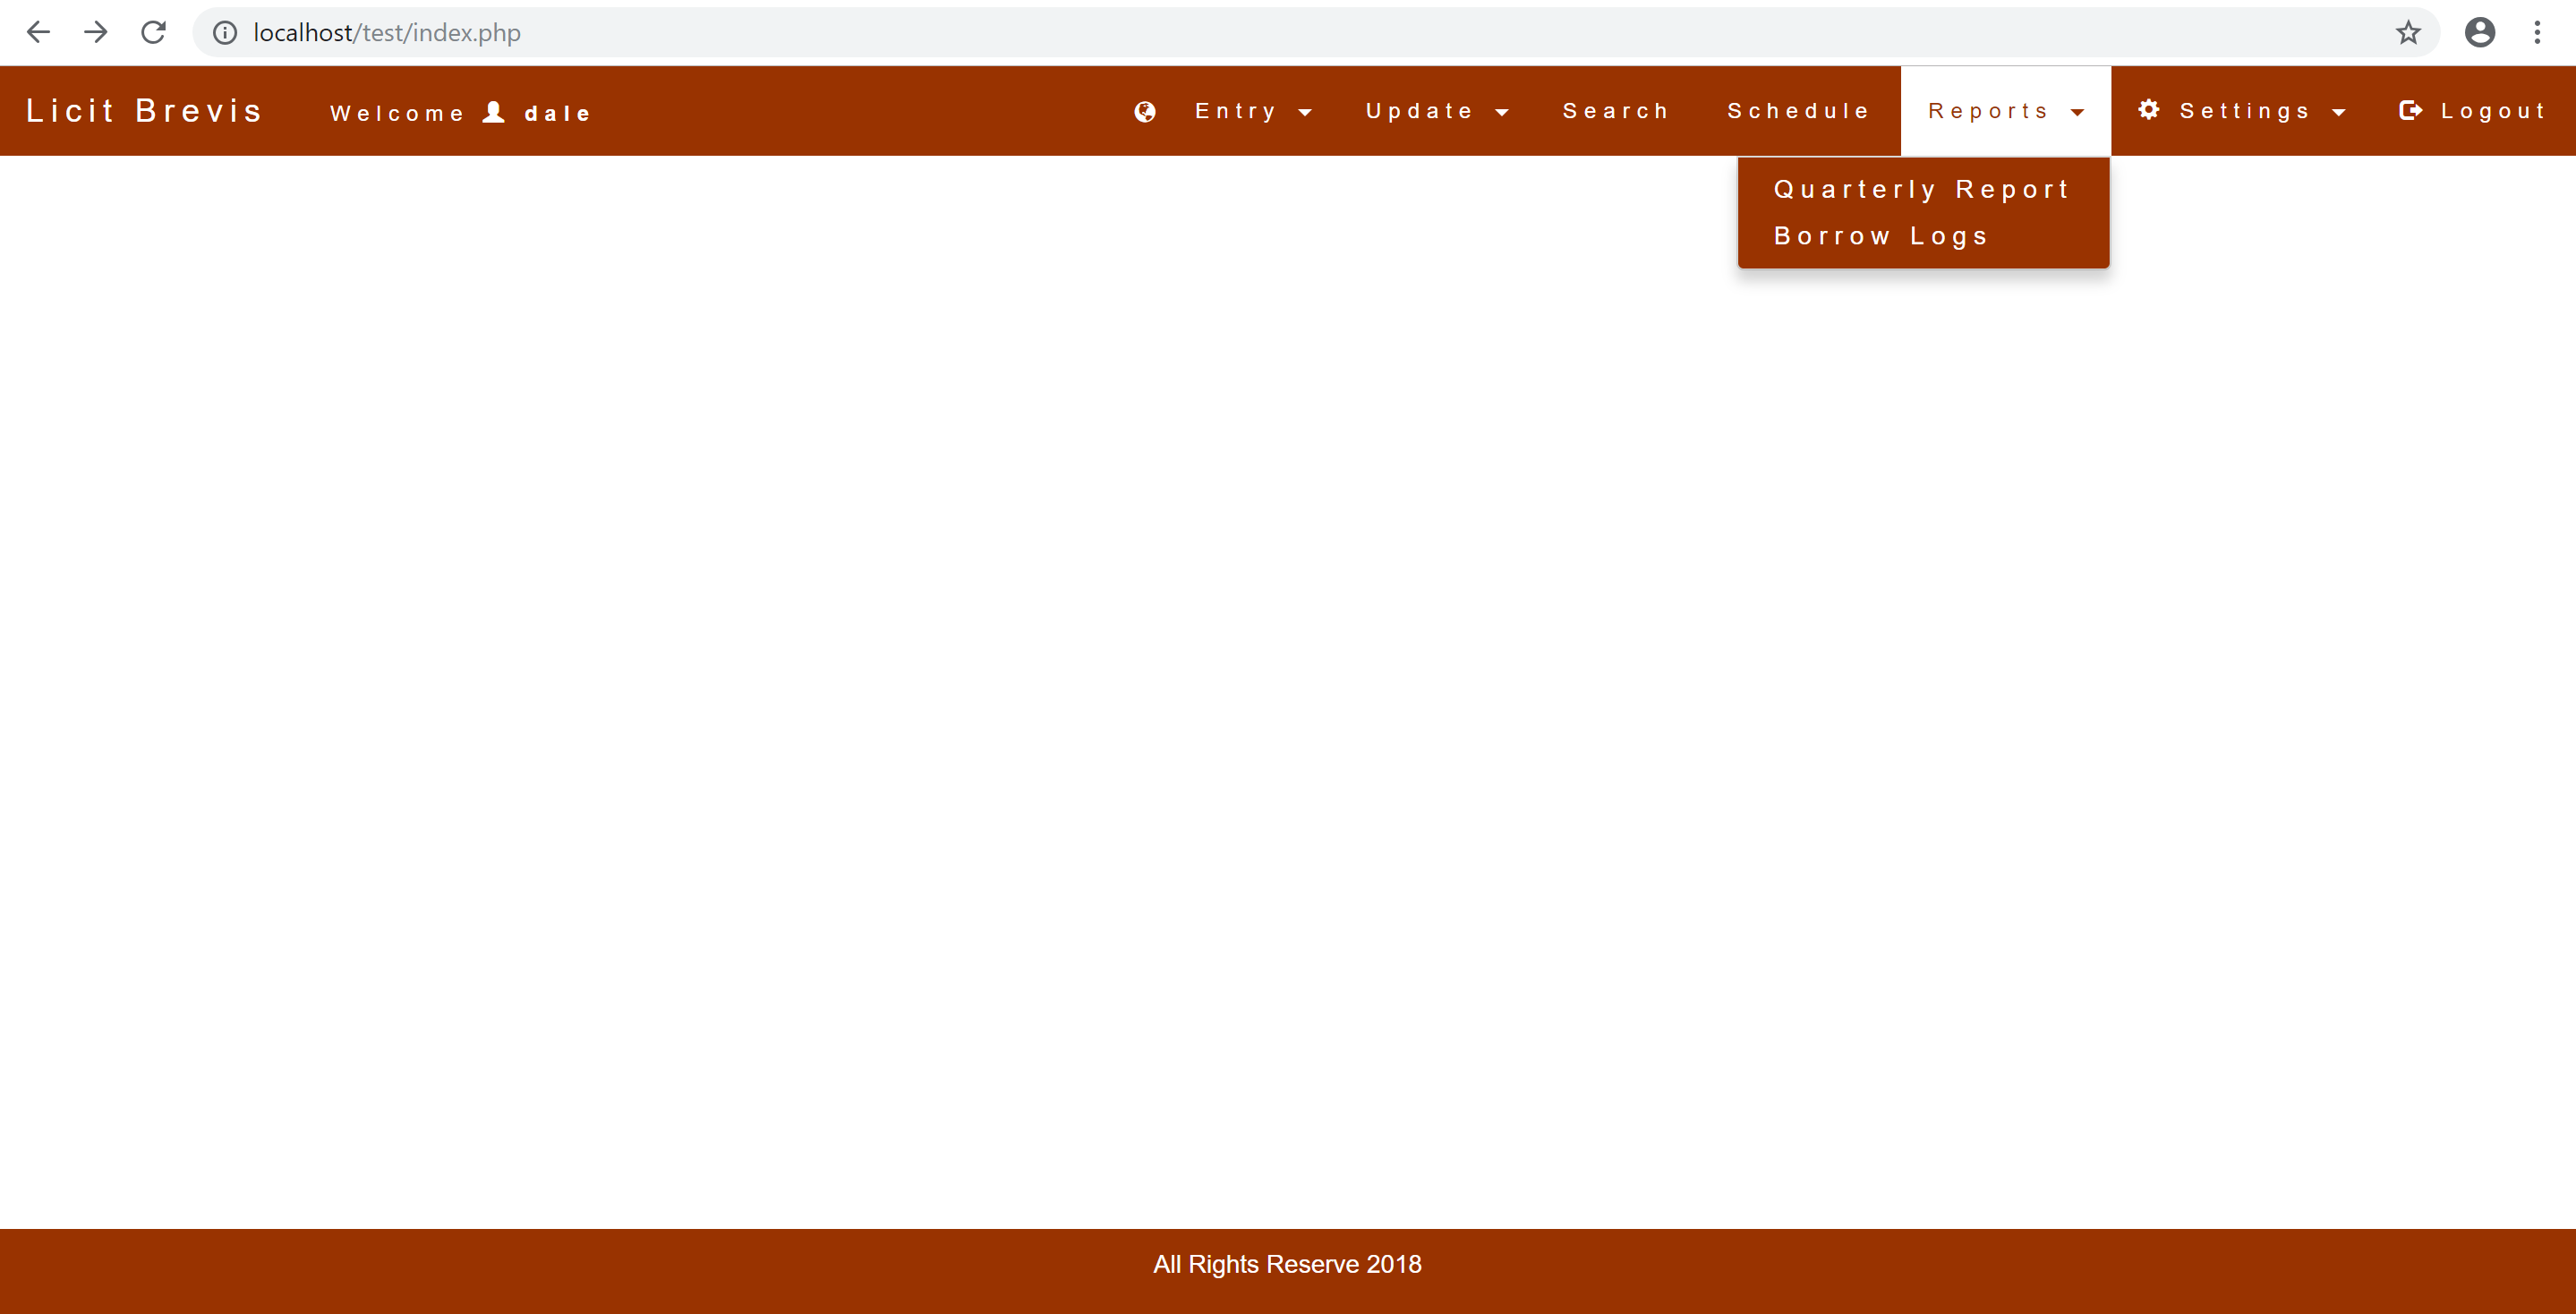 localhost/test/index.php
Licit Brevis Welcome dale Entry Update Search Schedule Reports Settings Logout
Quarterly Report
Borrow Logs
All Rights Reserve 2018